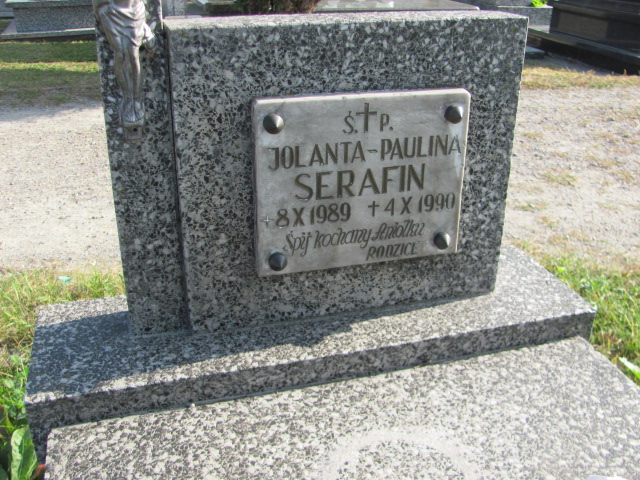 Ś.†P.
JOLANTA-PAULINA
SERAFIN
+8 X 1989 † 4 X 1990
Śpij kochany Aniołku
RODZICE